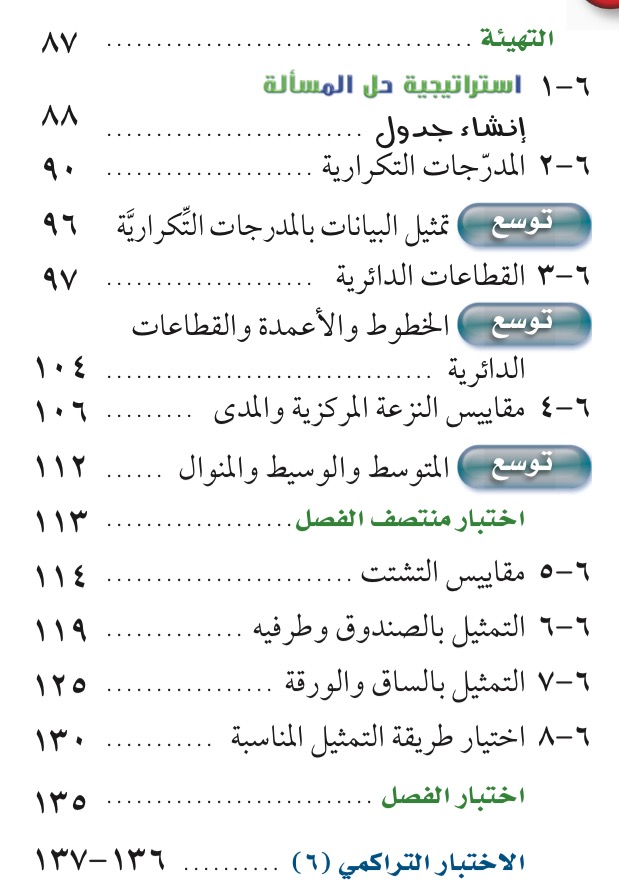 التهيئة ..................................... ٨٧
٦-١ استراتيجية حل المسألة
إنشاء جدول .......................... ٨٨
٦-٢ المدرّجات التكرارية ..................... ٩٠
توسع تمثيل البيانات بالمدرجات التِّكراريَّة ٩٦
٦-٣ القطاعات الدائرية ..................... ٩٧
توسع الخطوط والأعمدة والقطاعات
الدائرية ................................. ١٠٤
٦-٤ مقاييس النزعة المركزية والمدى ......... ١٠٦
توسع المتوسط والوسيط والمنوال ...... ١١٢
اختبار منتصف الفصل ................... ١١٣
٦-٥ مقاييس التشتت ......................... ١١٤
٦-٦ التمثيل بالصندوق وطرفيه .............. ١١٩
٦-٧ التمثيل بالساق والورقة ................. ١٢٥
٦-٨ اختيار طريقة التمثيل المناسبة ........... ١٣٠
اختبار الفصل ........................... ١٣٥
الاختبار التراكمي (٦) .......... ١٣٦-١٣٧